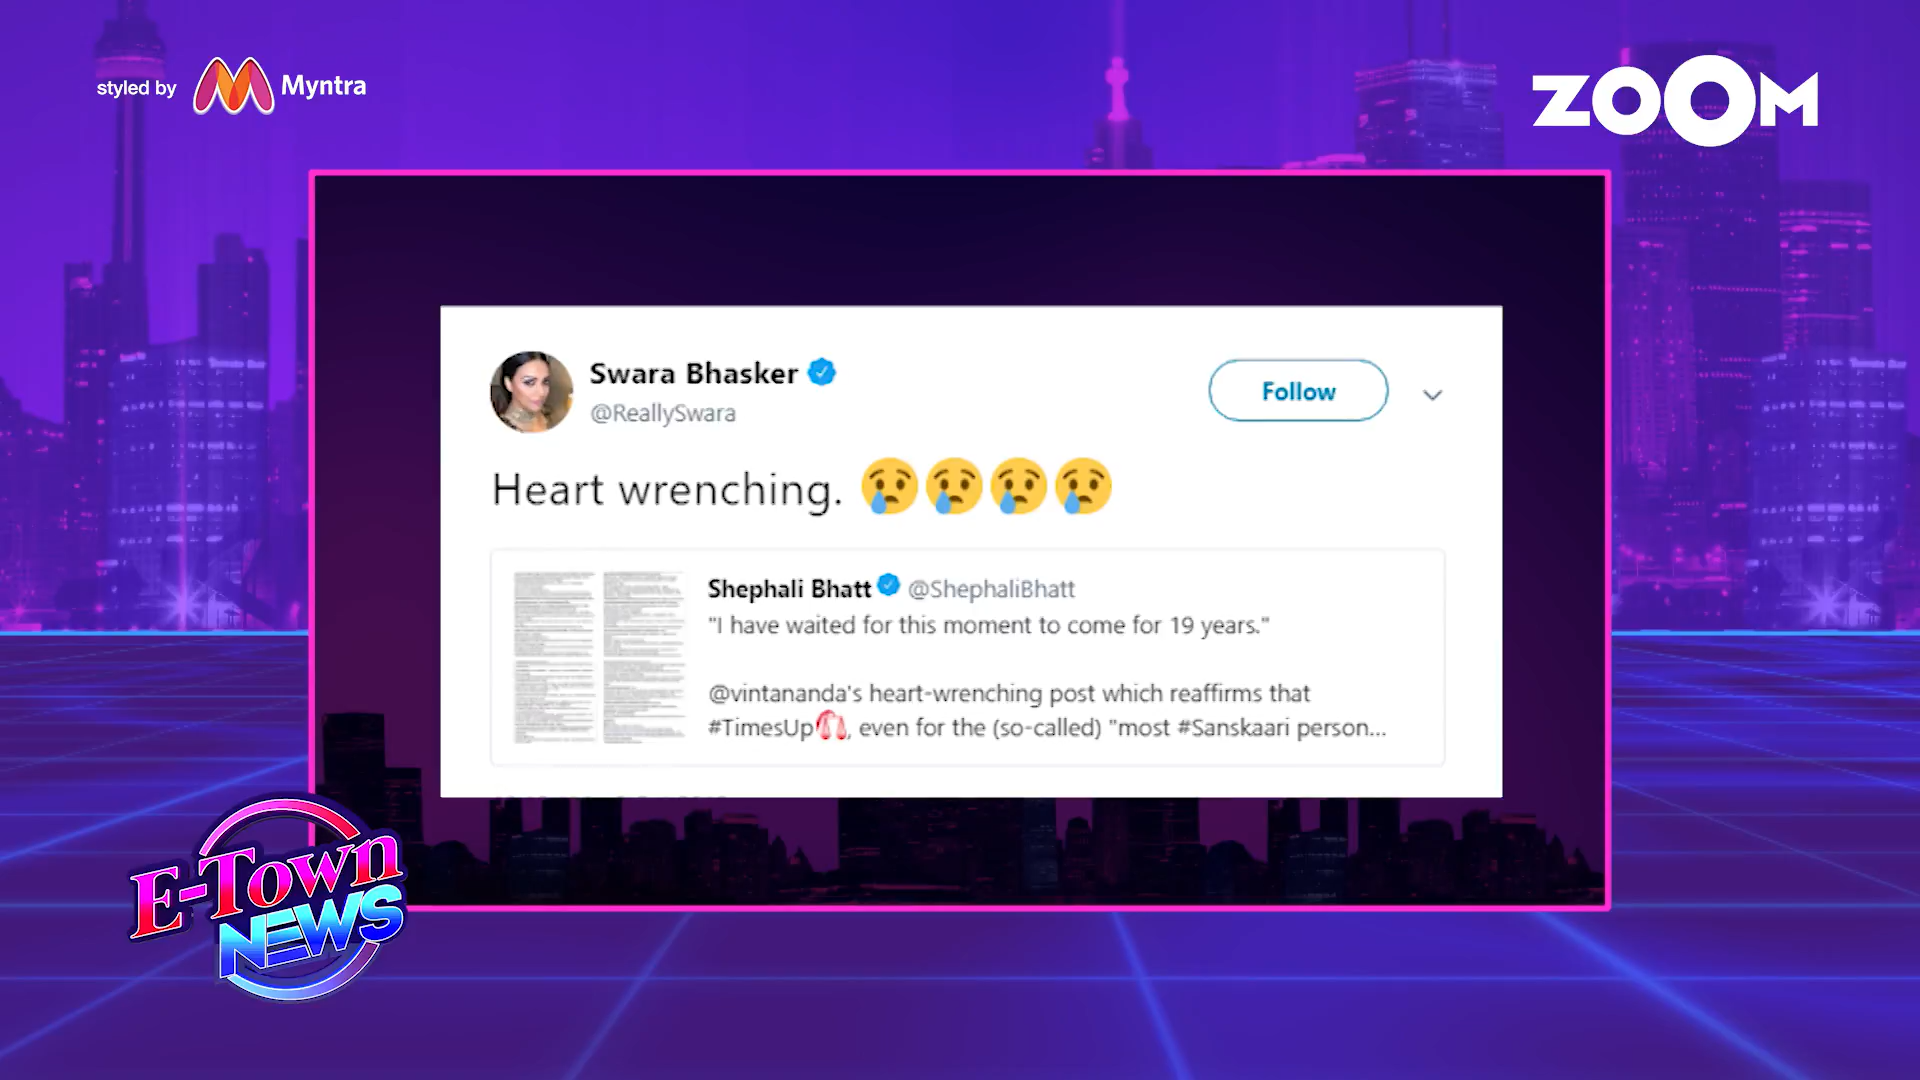 styled by Myntra
ZOOM
Swara Bhasker
@ReallySwara
Follow
Heart wrenching. 😢😢😢😢
Shephali Bhatt @ShephaliBhatt
"I have waited for this moment to come for 19 years."
@vintananda's heart-wrenching post which reaffirms that
#TimesUp, even for the (so-called) "most #Sanskaari person...
E-Town
NEWS